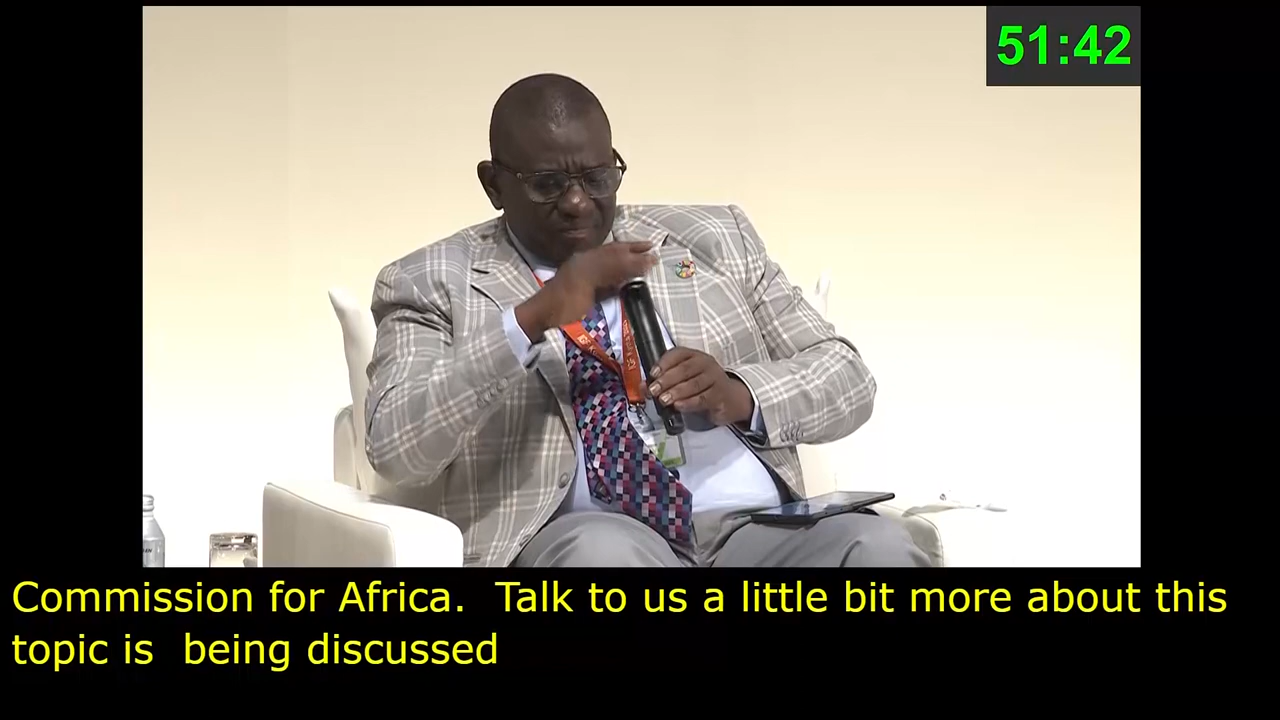 51:42
Commission for Africa.  Talk to us a little bit more about this
topic is  being discussed